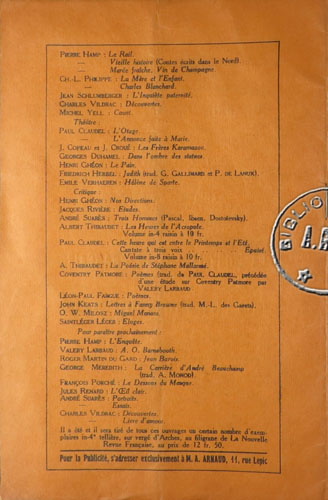 PIERRE HAMP : Le Rail.
— Vieille histoire (Contes écrits dans le Nord).
— Marée fraîche. Vin de Champagne.
CH.-L. PHILIPPE : La Mère et l'Enfant.
— Charles Blanchard.
JEAN SCHLUMBERGER : L'Inquiète paternité.
CHARLES VILDRAC : Découvertes.
MICHEL YELL : Cauet.
Théâtre :
PAUL CLAUDEL : L'Otage.
— L'Annonce faite à Marie.
J. COPEAU et J. CROUÉ : Les Frères Karamazov.
GEORGES DUHAMEL : Dans l'ombre des statues.
HENRI GHÉON : Le Pain.
FRIEDRICH HEBBEL : Judith (trad. G. GALLIMARD et P. DE LANUX).
EMILE VERHAEREN : Hélène de Sparte.
Critique :
HENRI GHÉON : Nos Directions.
JACQUES RIVIÈRE : Etudes.
ANDRÉ SUARÈS : Trois Hommes (Pascal, Ibsen, Dostoïevsky).
ALBERT THIBAUDET : Les Heures de l'Acropole.
Volume in-4 raisin à 10 fr.
PAUL CLAUDEL : Cette heure qui est entre le Printemps et l'Eté,
Cantate à trois voix Épuisé.
Volume in-8 raisin à 10 fr.
A. THIBAUDET : La Poésie de Stéphane Mallarmé.
COVENTRY PATMORE : Poèmes (trad. de PAUL CLAUDEL, précédée
d'une étude sur Coventry Patmore par
VALERY LARBAUD
LÉON-PAUL FARGUE : Poèmes.
JOHN KEATS : Lettres à Fanny Brawne (trad. M.-L. des Garets).
O. W. MILOSZ : Miguel Manara.
SAINTLÉGER LÉGER : Eloges.
Pour paraître prochainement :
PIERRE HAMP : L'Enquête.
VALERY LARBAUD : A. O. Barnabooth.
ROGER MARTIN DU GARD : Jean Barois.
GEORGE MEREDITH : La Carrière d'André Beauchamp
(trad. A. MONOD)
FRANÇOIS PORCHÉ : Le Dessous du Masque.
JULES RENARD : L'Œil clair.
ANDRÉ SUARÈS : Portraits.
— Essais.
CHARLES VILDRAC : Découvertes.
— Livre d'amour.
Il a été et il sera tiré de tous ces ouvrages un certain nombre d'exem-
plaires in-4° tellière, sur vergé d'Arches, au filigrane de La Nouvelle
Revue Française, au prix de 12 fr. 50.
Pour la Publicité, s'adresser exclusivement à M. A. ARNAUD, 11, rue Lepic
BIBLIO
A.A.